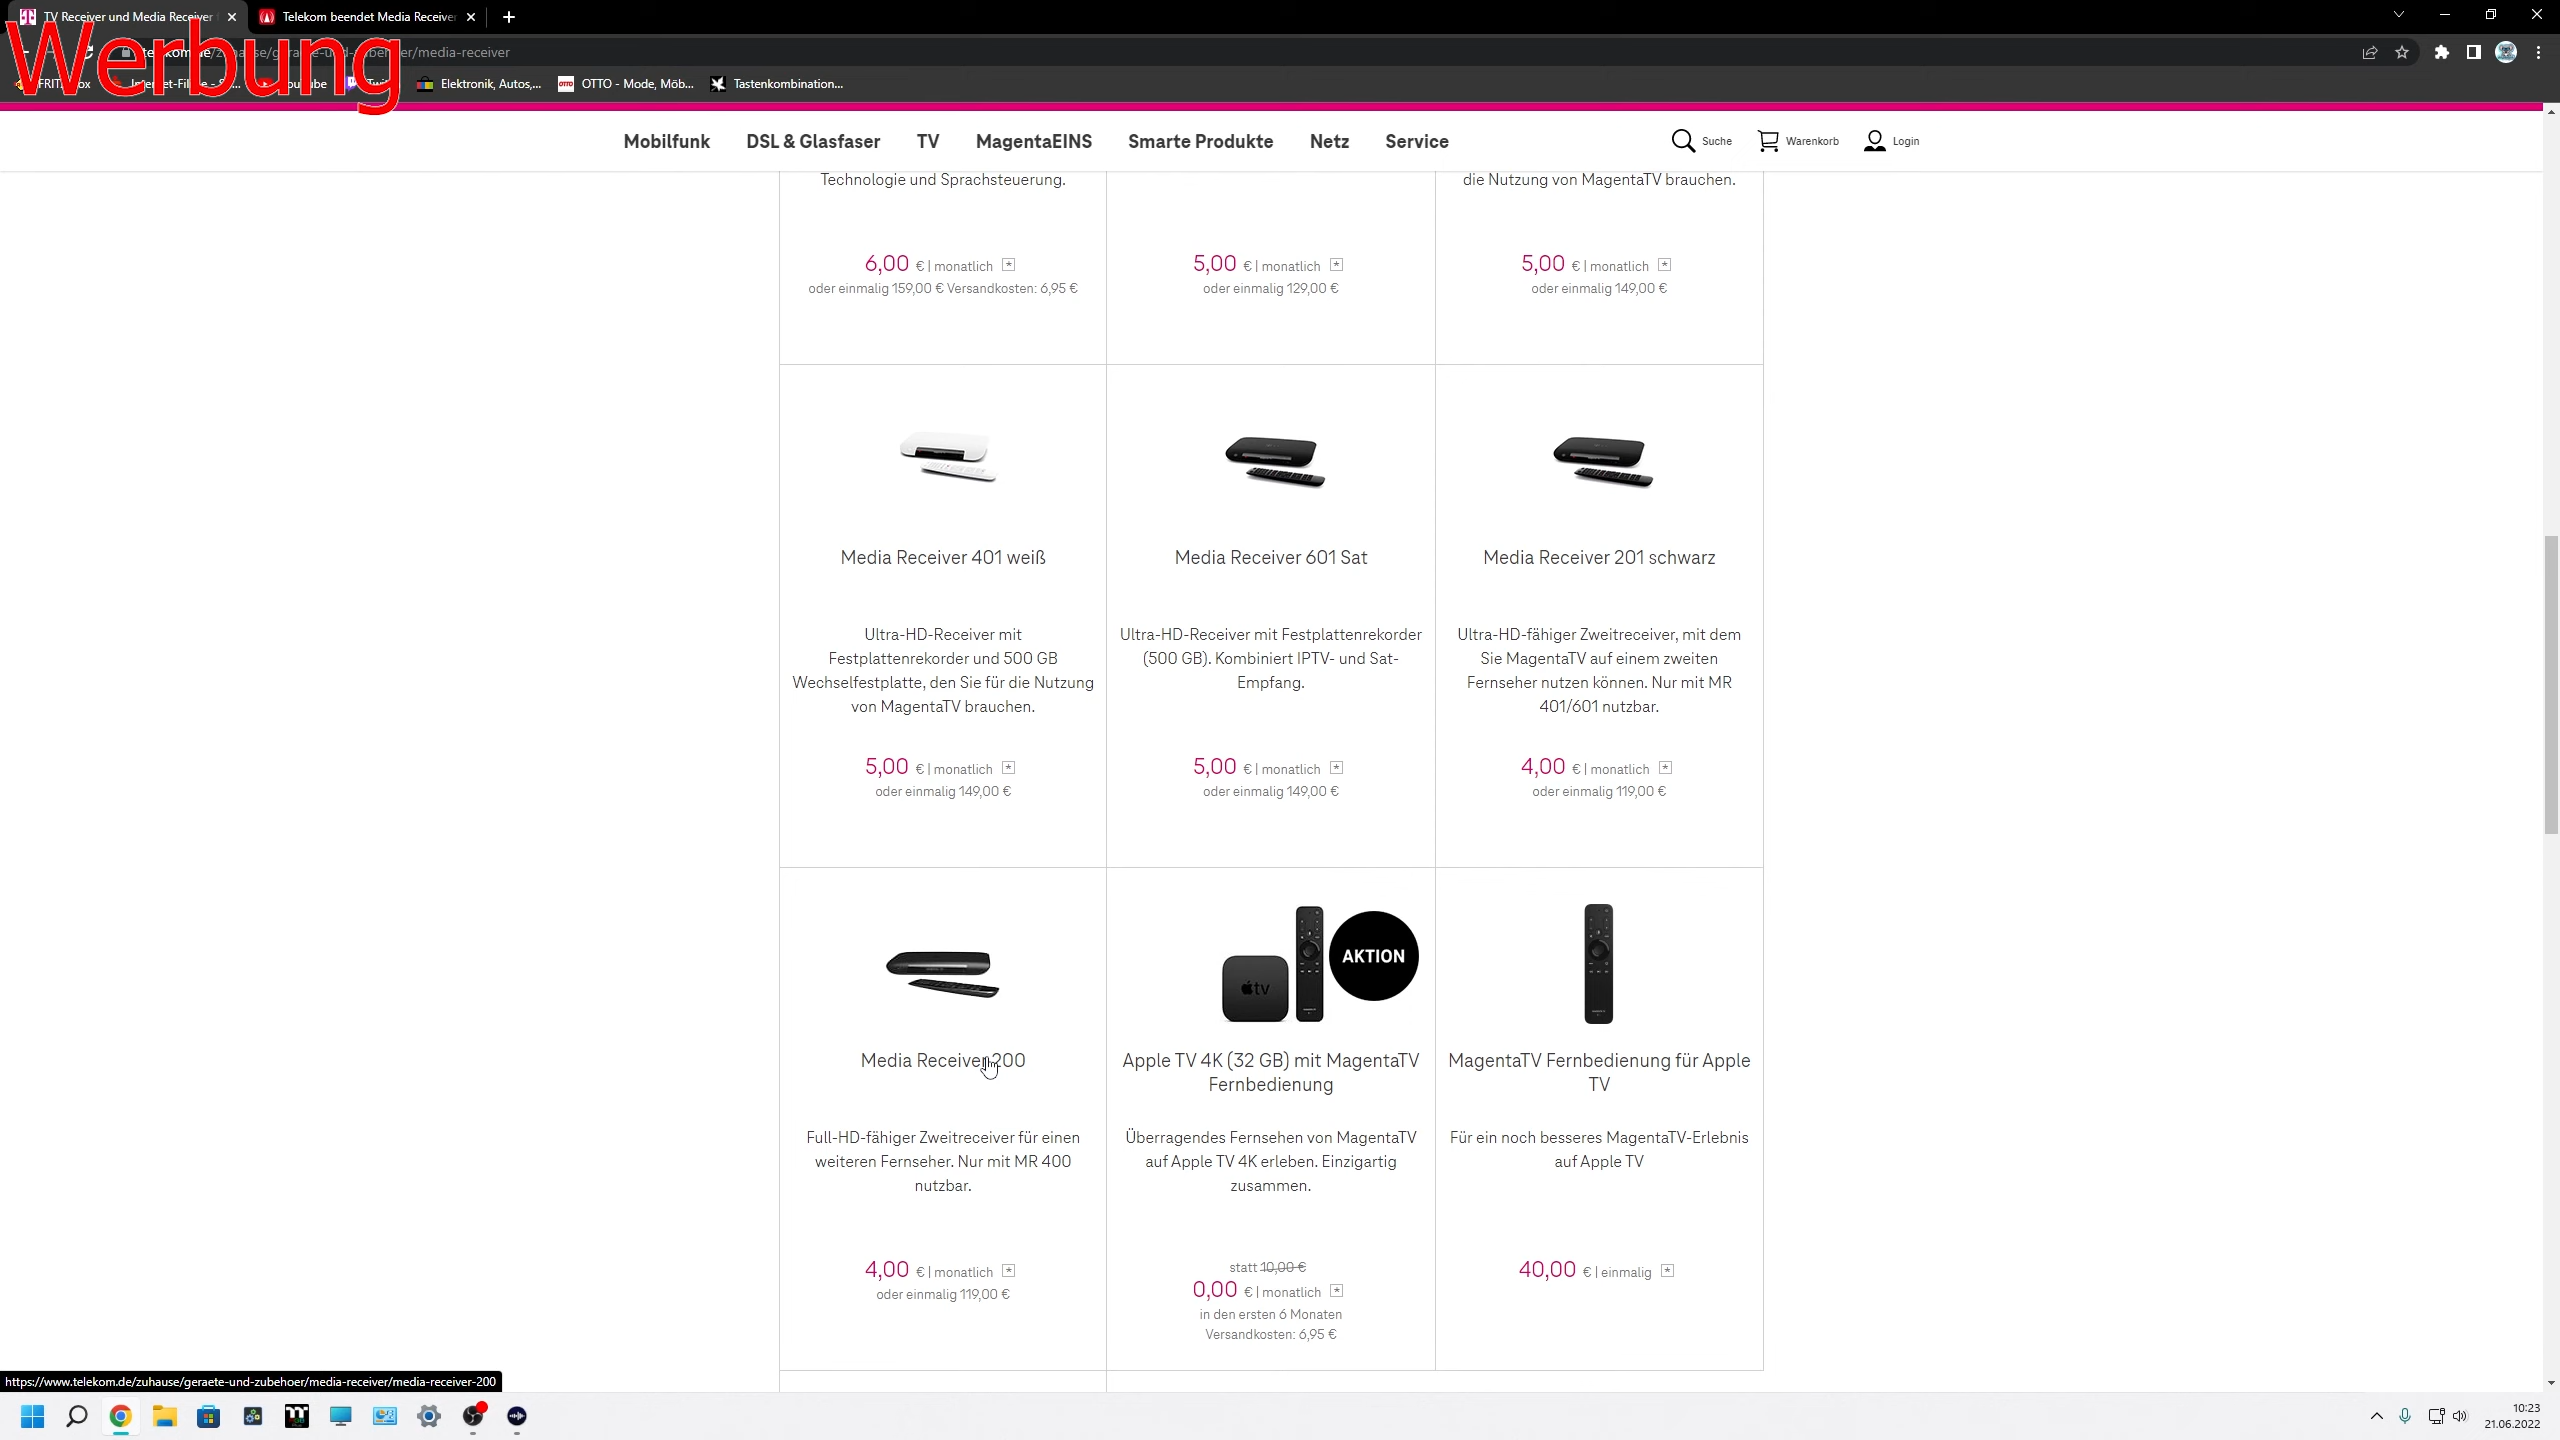 TV Receiver und Media Receiver
Telekom beendet Media Receiver
Werbung
/media-receiver
Elektronik, Autos,...
OTTO - Mode, Möb...
Tastenkombination...
Mobilfunk
DSL & Glasfaser
TV
MagentaEINS
Smarte Produkte
Netz
Service
Suche
Warenkorb
Login
Technologie und Sprachsteuerung.
6,00 € | monatlich *
oder einmalig 159,00 € Versandkosten: 6,95 €
5,00 € | monatlich *
oder einmalig 129,00 €
die Nutzung von MagentaTV brauchen.
5,00 € | monatlich *
oder einmalig 149,00 €
Media Receiver 401 weiß
Ultra-HD-Receiver mit
Festplattenrekorder und 500 GB
Wechselfestplatte, den Sie für die Nutzung
von MagentaTV brauchen.
5,00 € | monatlich *
oder einmalig 149,00 €
Media Receiver 601 Sat
Ultra-HD-Receiver mit Festplattenrekorder
(500 GB). Kombiniert IPTV- und Sat-
Empfang.
5,00 € | monatlich *
oder einmalig 149,00 €
Media Receiver 201 schwarz
Ultra-HD-fähiger Zweitreceiver, mit dem
Sie MagentaTV auf einem zweiten
Fernseher nutzen können. Nur mit MR
401/601 nutzbar.
4,00 € | monatlich *
oder einmalig 119,00 €
Media Receiver 200
Full-HD-fähiger Zweitreceiver für einen
weiteren Fernseher. Nur mit MR 400
nutzbar.
4,00 € | monatlich *
oder einmalig 119,00 €
tv
AKTION
Apple TV 4K (32 GB) mit MagentaTV
Fernbedienung
Überragendes Fernsehen von MagentaTV
auf Apple TV 4K erleben. Einzigartig
zusammen.
statt 10,00 €
0,00 € | monatlich *
in den ersten 6 Monaten
Versandkosten: 6,95 €
MagentaTV Fernbedienung für Apple
TV
Für ein noch besseres MagentaTV-Erlebnis
auf Apple TV
40,00 € | einmalig *
https://www.telekom.de/zuhause/geraete-und-zubehoer/media-receiver/media-receiver-200
10:23
21.06.2022